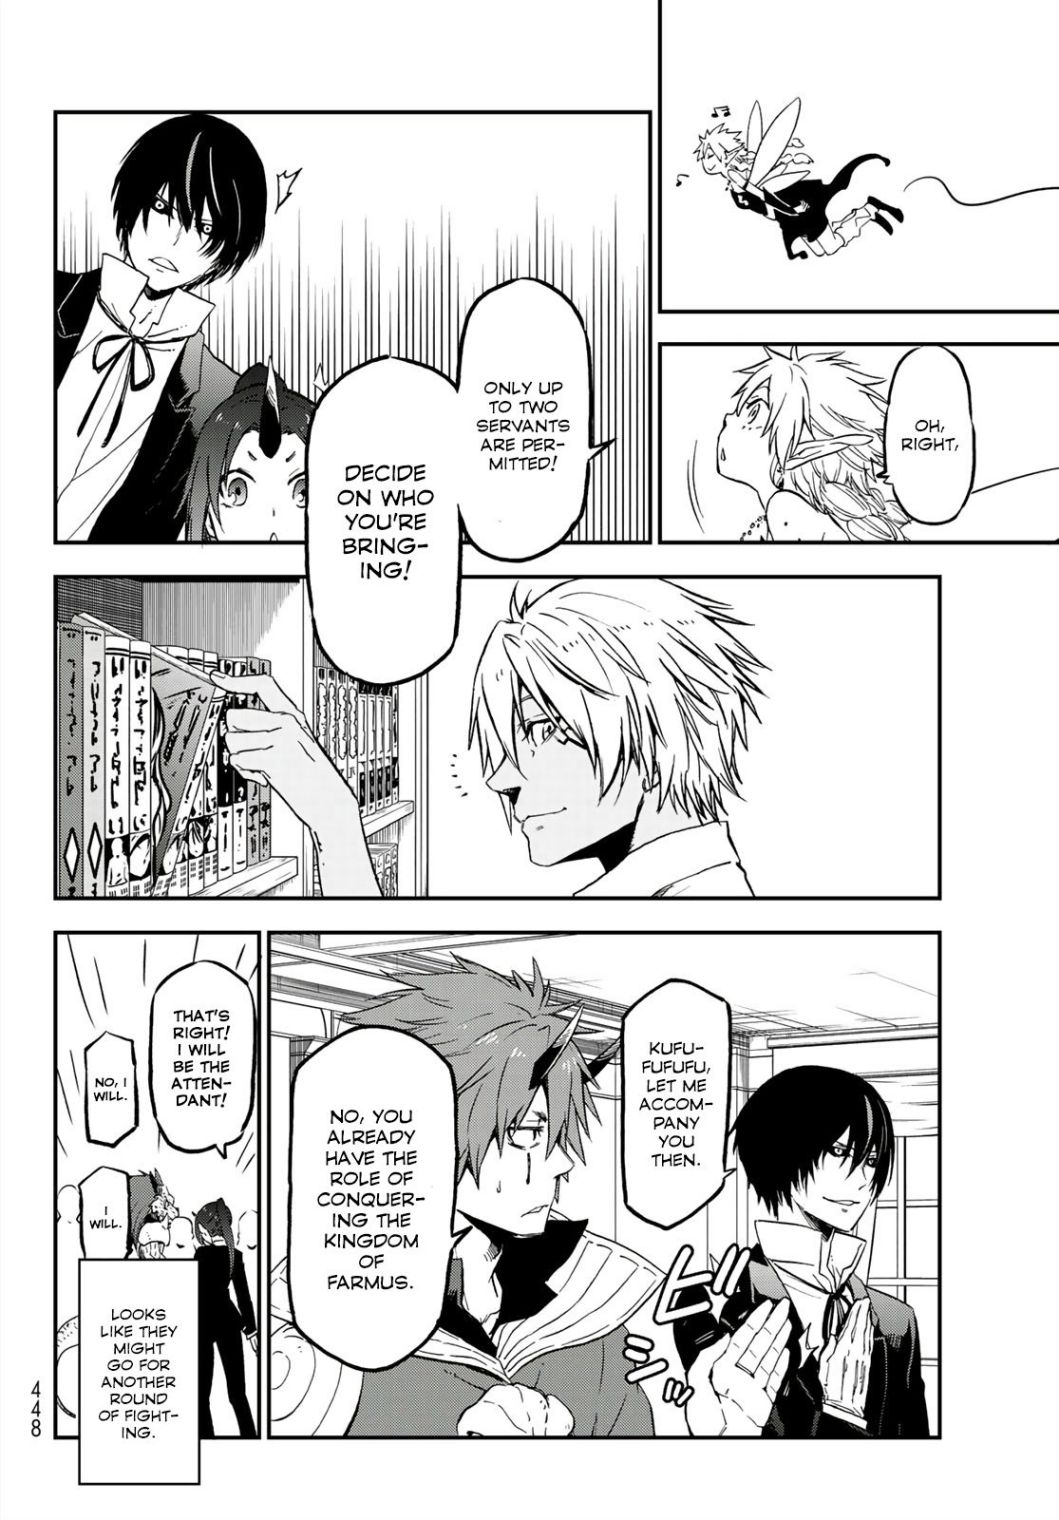 OH,
RIGHT,
ONLY UP
TO TWO
SERVANTS
ARE PER-
MITTED!
DECIDE
ON WHO
YOU'RE
BRING-
ING!
KUFU-
FUFUFU,
LET ME
ACCOM-
PANY
YOU
THEN.
NO, YOU
ALREADY
HAVE THE
ROLE OF
CONQUER-
ING THE
KINGDOM
OF
FARMUS.
ビシッ
THAT'S
RIGHT!
I WILL
BE THE
ATTEN-
DANT!
NO, I
WILL.
I
WILL.
LOOKS
LIKE THEY
MIGHT
GO FOR
ANOTHER
ROUND
OF FIGHT-
ING.
448